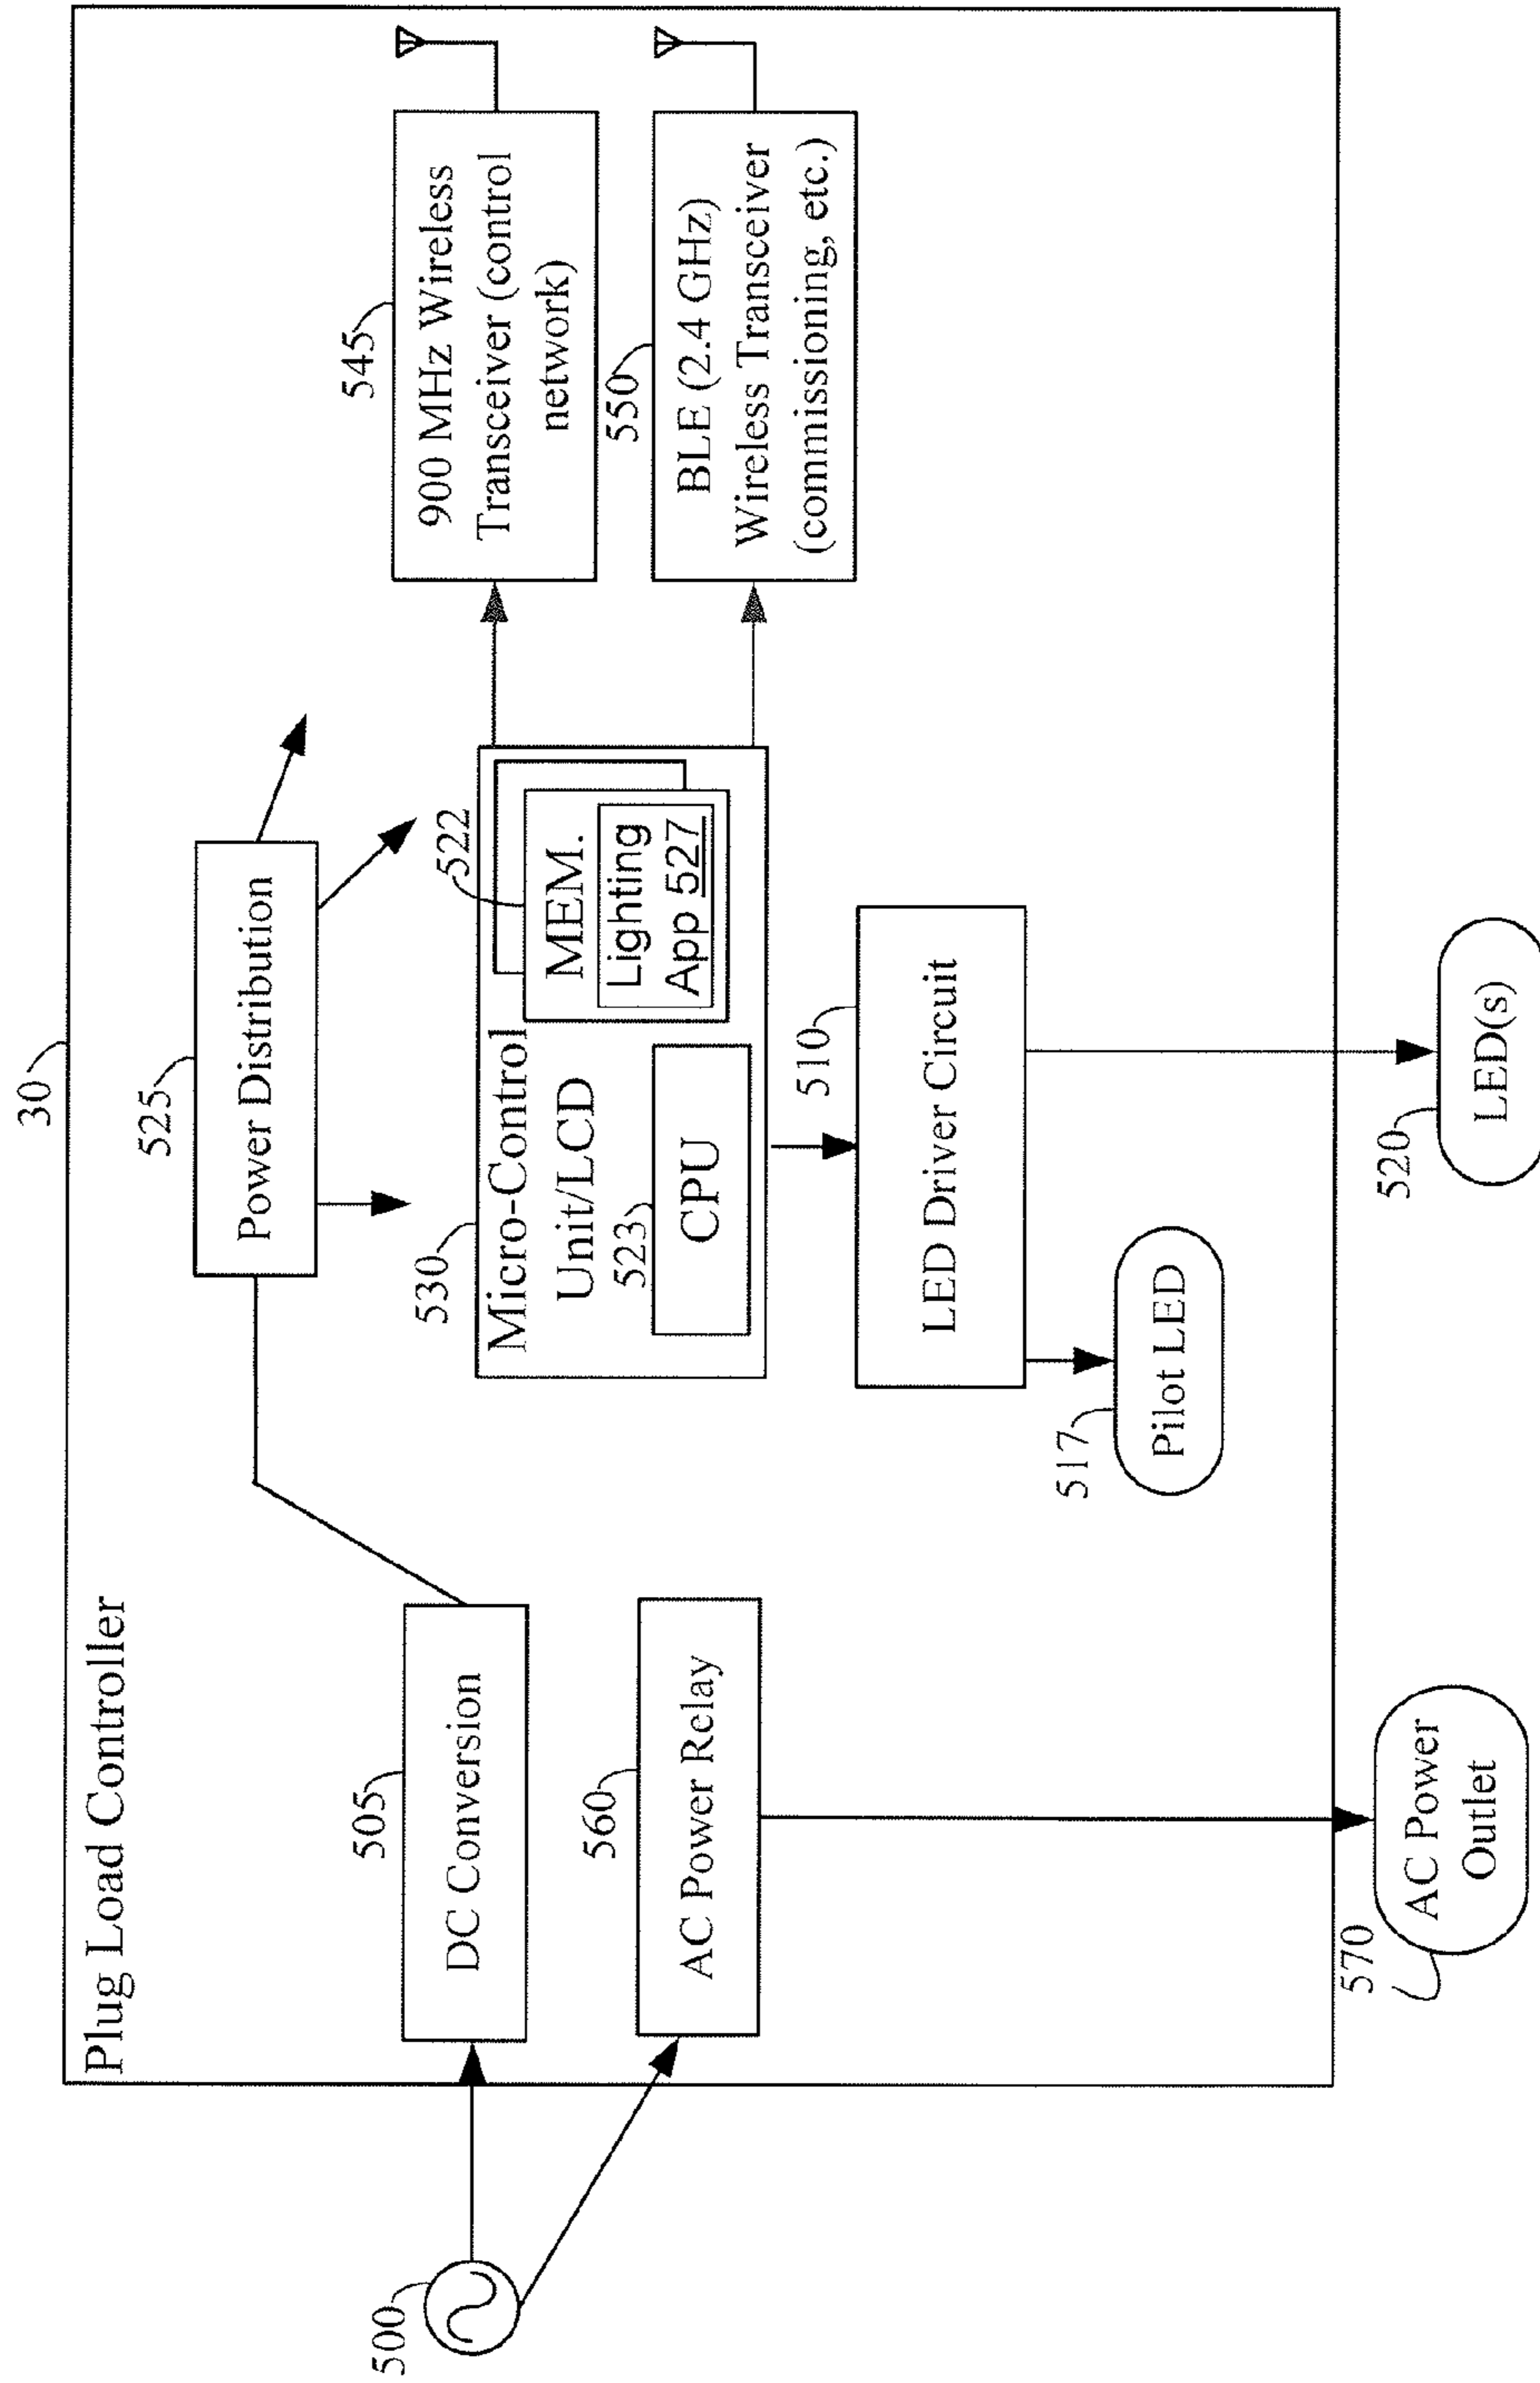 30
Plug Load Controller
525
Power Distribution
500
505
DC Conversion
560
AC Power Relay
530
Micro-Control
Unit/LCD
523
CPU
522
MEM.
Lighting
App 527
545
900 MHz Wireless
Transceiver (control
network)
550
BLE (2.4 GHz)
Wireless Transceiver
(commissioning, etc.)
510
LED Driver Circuit
517
Pilot LED
520
LED(s)
570
AC Power
Outlet